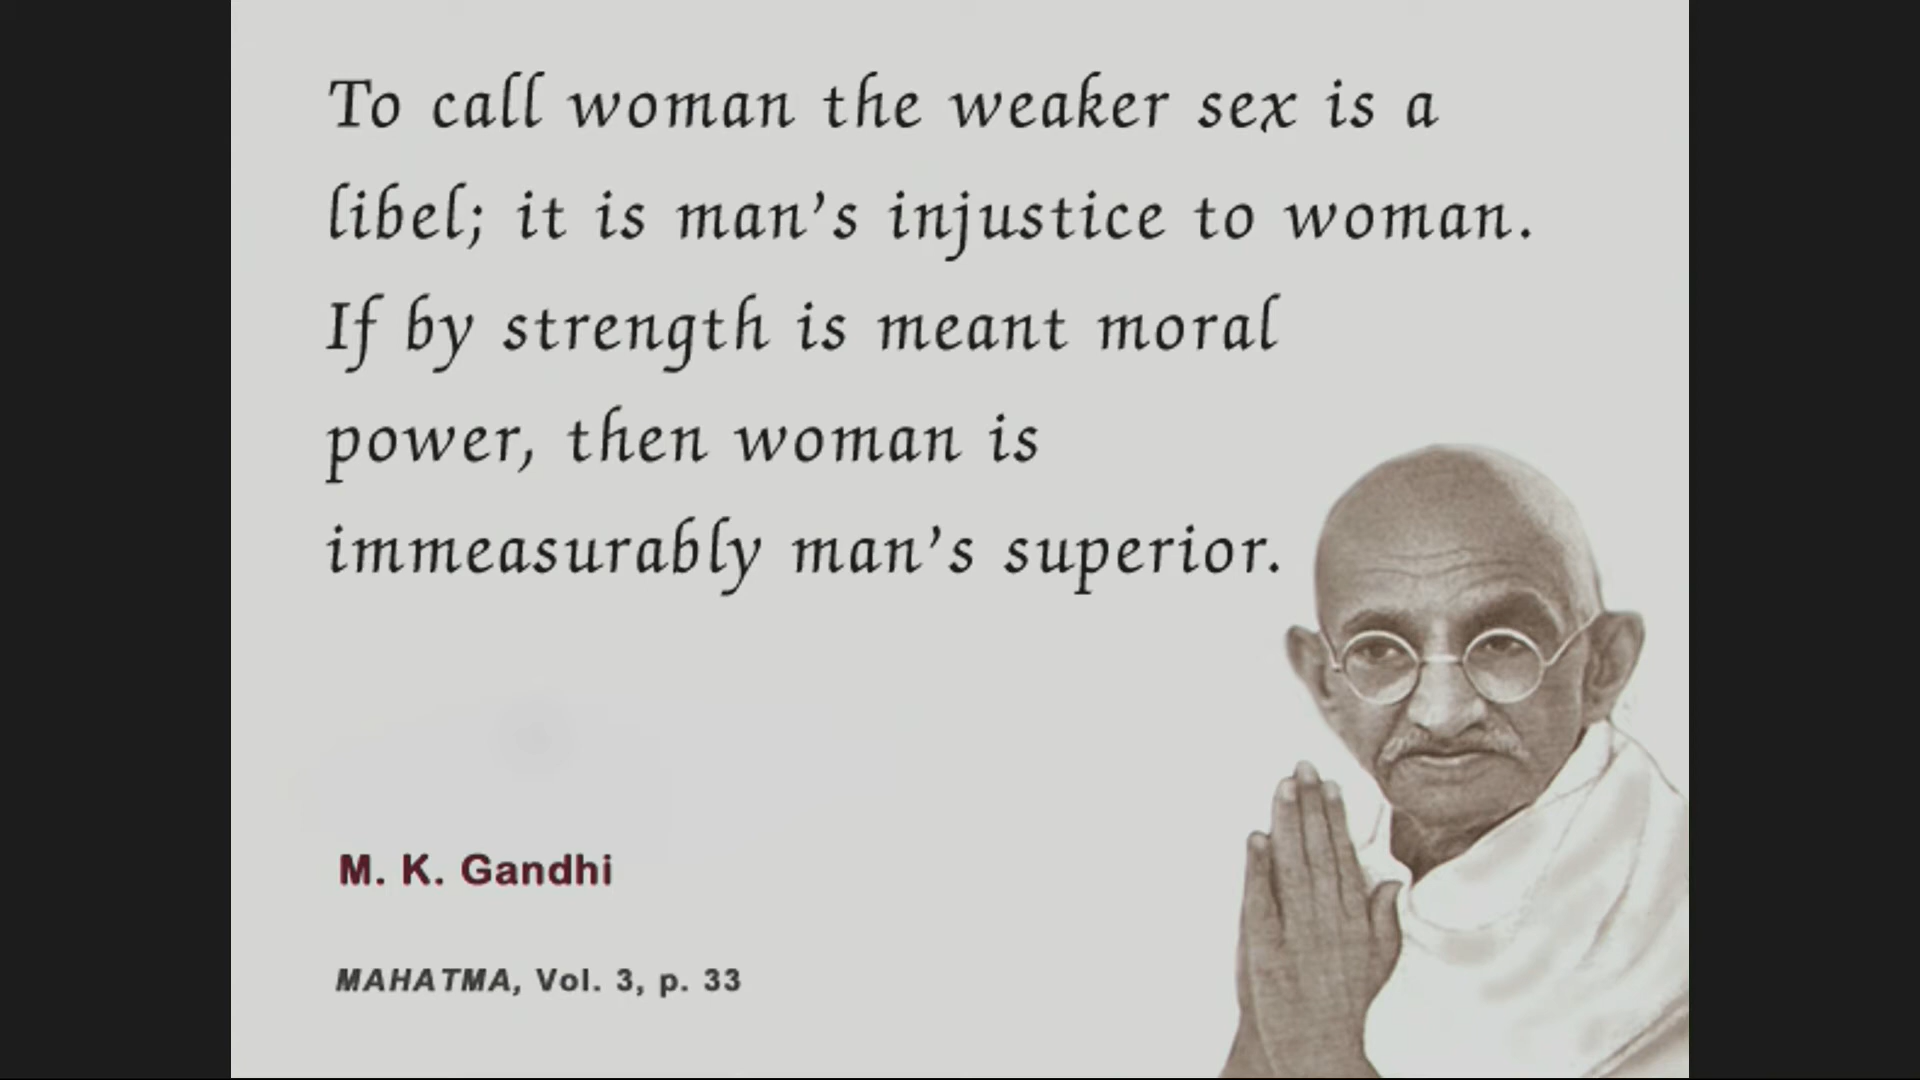 To call woman the weaker sex is a
libel; it is man’s injustice to woman.
If by strength is meant moral
power, then woman is
immeasurably man’s superior.
M. K. Gandhi
MAHATMA, Vol. 3, p. 33